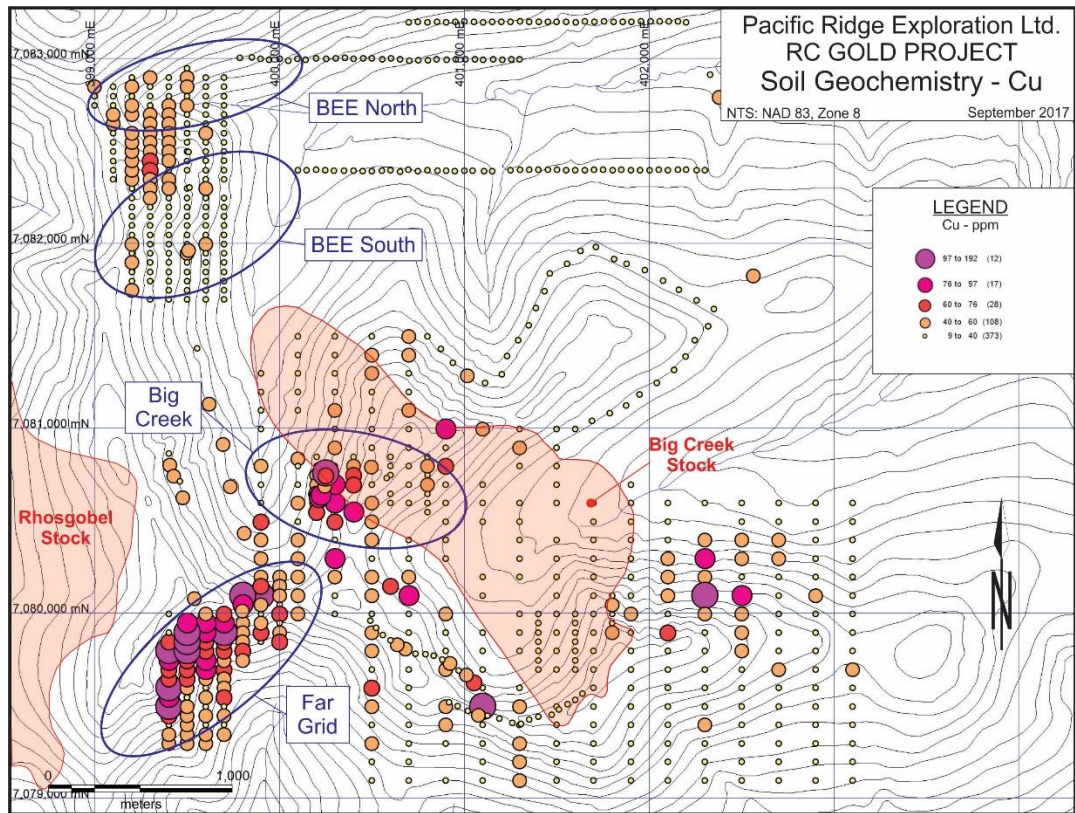 Pacific Ridge Exploration Ltd.
RC GOLD PROJECT
Soil Geochemistry - Cu
NTS: NAD 83, Zone 8 September 2017
7,083,000 mN
400,000 mE
401,000 mE
402,000 mE
BEE North
BEE South
7,082,000 mN
LEGEND
Cu - ppm
97 to 192 (12)
76 to 97 (17)
60 to 76 (28)
40 to 60 (108)
9 to 40 (373)
Big
Creek
7,081,000 mN
Big Creek
Stock
Rhosgobel
Stock
7,080,000 mN
N
Far
Grid
0 1,000
meters
7,079,000 mN